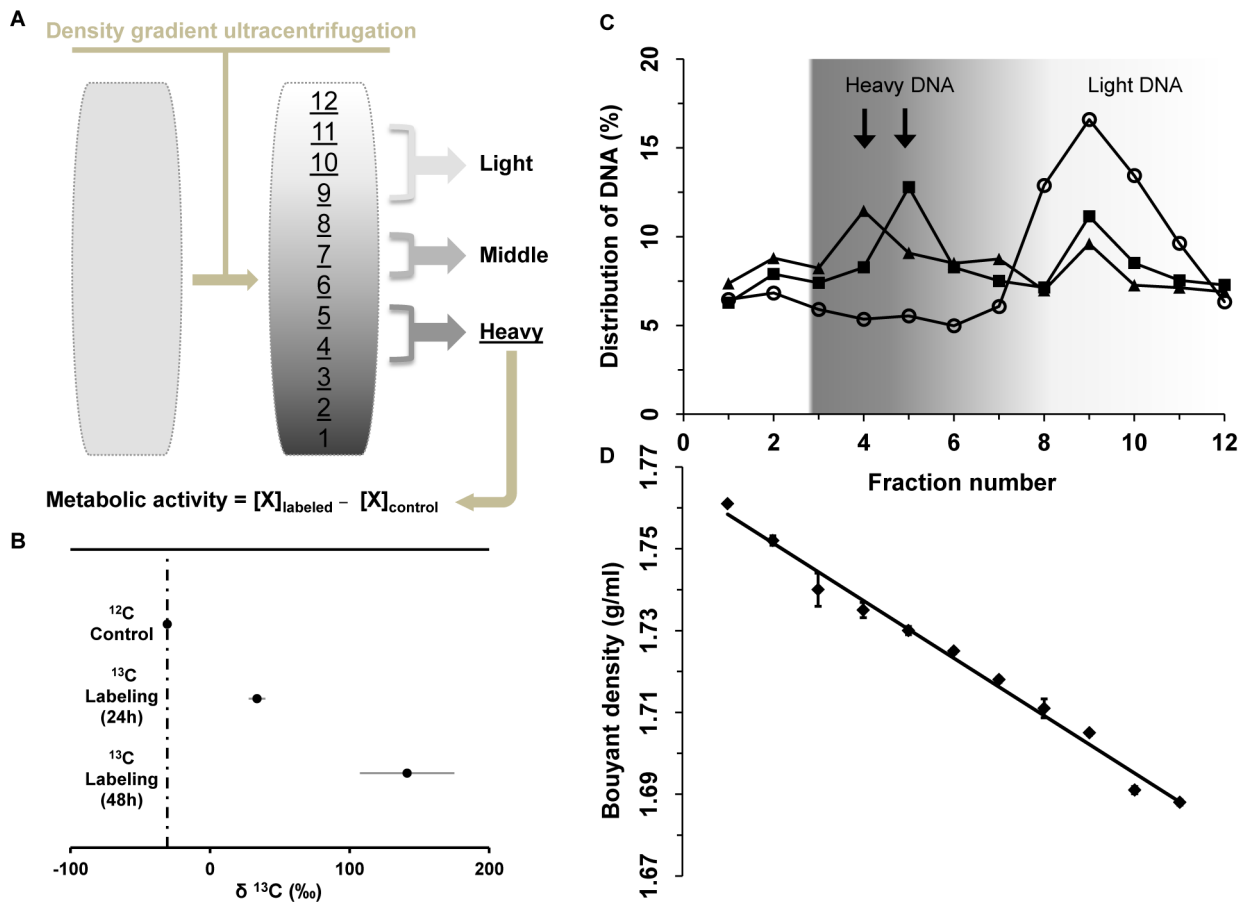 A
Density gradient ultracentrifugation
12
11
10
9
8
7
6
5
4
3
2
1
Light
Middle
Heavy
Metabolic activity = [X]labeled – [X]control
B
12C
Control
13C
Labeling
(24h)
13C
Labeling
(48h)
-100
0
100
200
δ 13C (‰)
C
Distribution of DNA (%)
20
15
10
5
0
Heavy DNA
Light DNA
0
2
4
6
8
10
12
Fraction number
D
Bouyant density (g/ml)
1.77
1.75
1.73
1.71
1.69
1.67